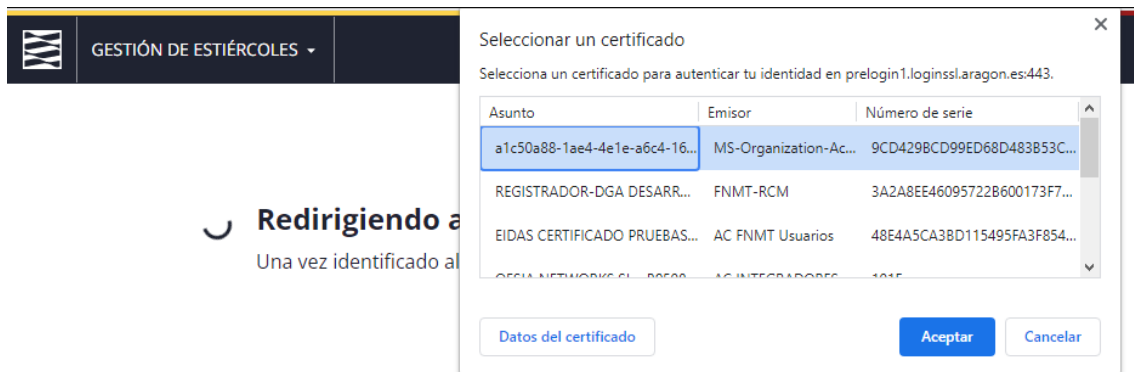 GESTIÓN DE ESTIÉRCOLES
Redirigiendo a
Una vez identificado al
Seleccionar un certificado
Selecciona un certificado para autenticar tu identidad en prelogin1.loginssl.aragon.es:443.
Asunto Emisor Número de serie
a1c50a88-1ae4-4e1e-a6c4-16... MS-Organization-Ac... 9CD429BCD99ED68D483B53C...
REGISTRADOR-DGA DESARR... FNMT-RCM 3A2A8EE46095722B600173F7...
EIDAS CERTIFICADO PRUEBAS... AC FNMT Usuarios 48E4A5CA3BD115495FA3F854...
Datos del certificado Aceptar Cancelar